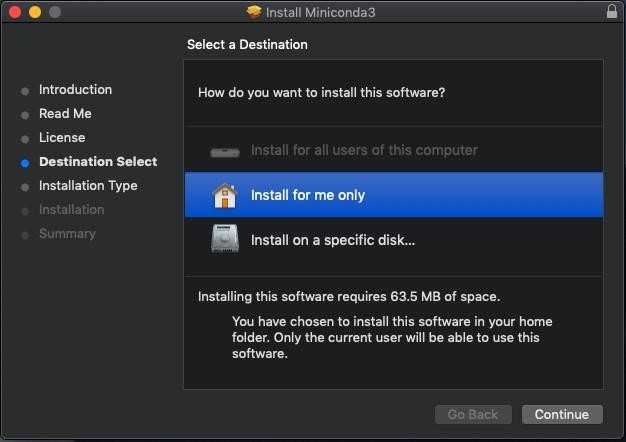 Install Miniconda3
Select a Destination
Introduction
Read Me
License
Destination Select
Installation Type
Installation
Summary
How do you want to install this software?
Install for all users of this computer
Install for me only
Install on a specific disk...
Installing this software requires 63.5 MB of space.
You have chosen to install this software in your home
folder. Only the current user will be able to use this
software.
Go Back
Continue